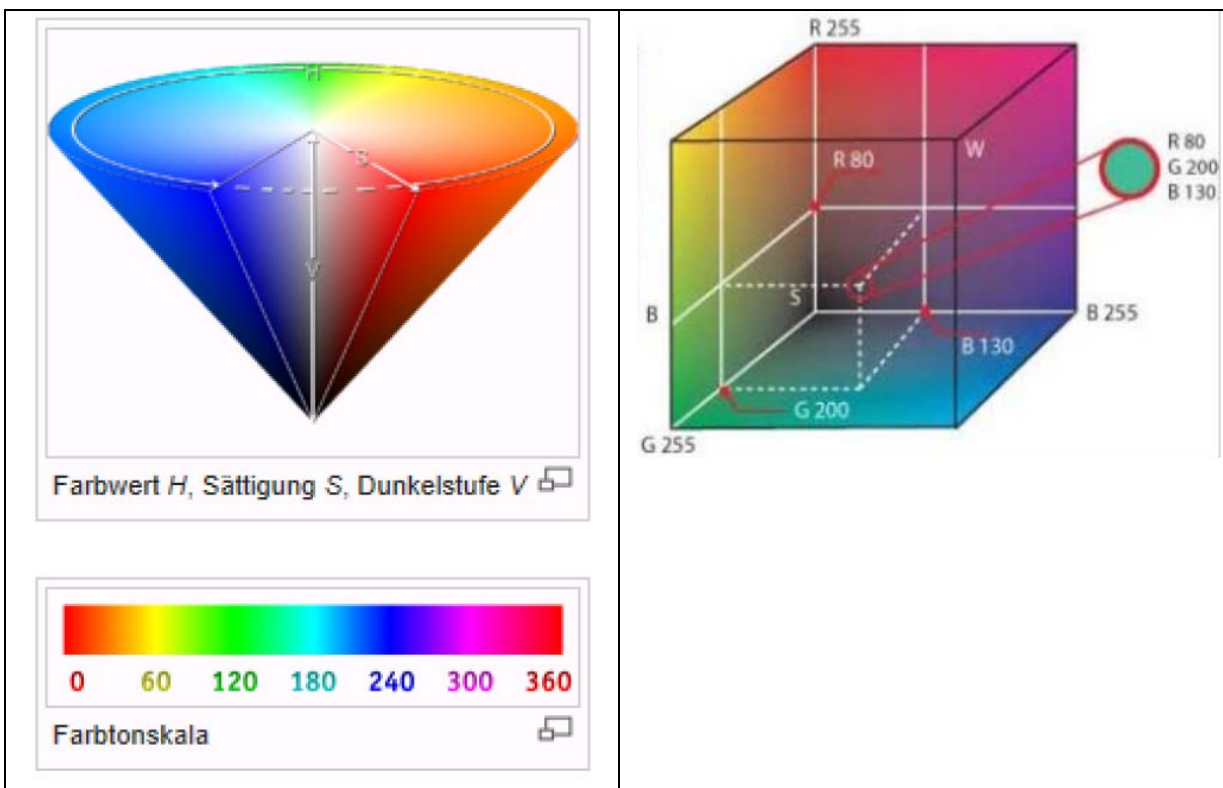 H
S
V
Farbwert H, Sättigung S, Dunkelstufe V
0 60 120 180 240 300 360
Farbtonskala
R 255
W
R 80
R 80
G 200
B 130
S
B
B 255
B 130
G 200
G 255